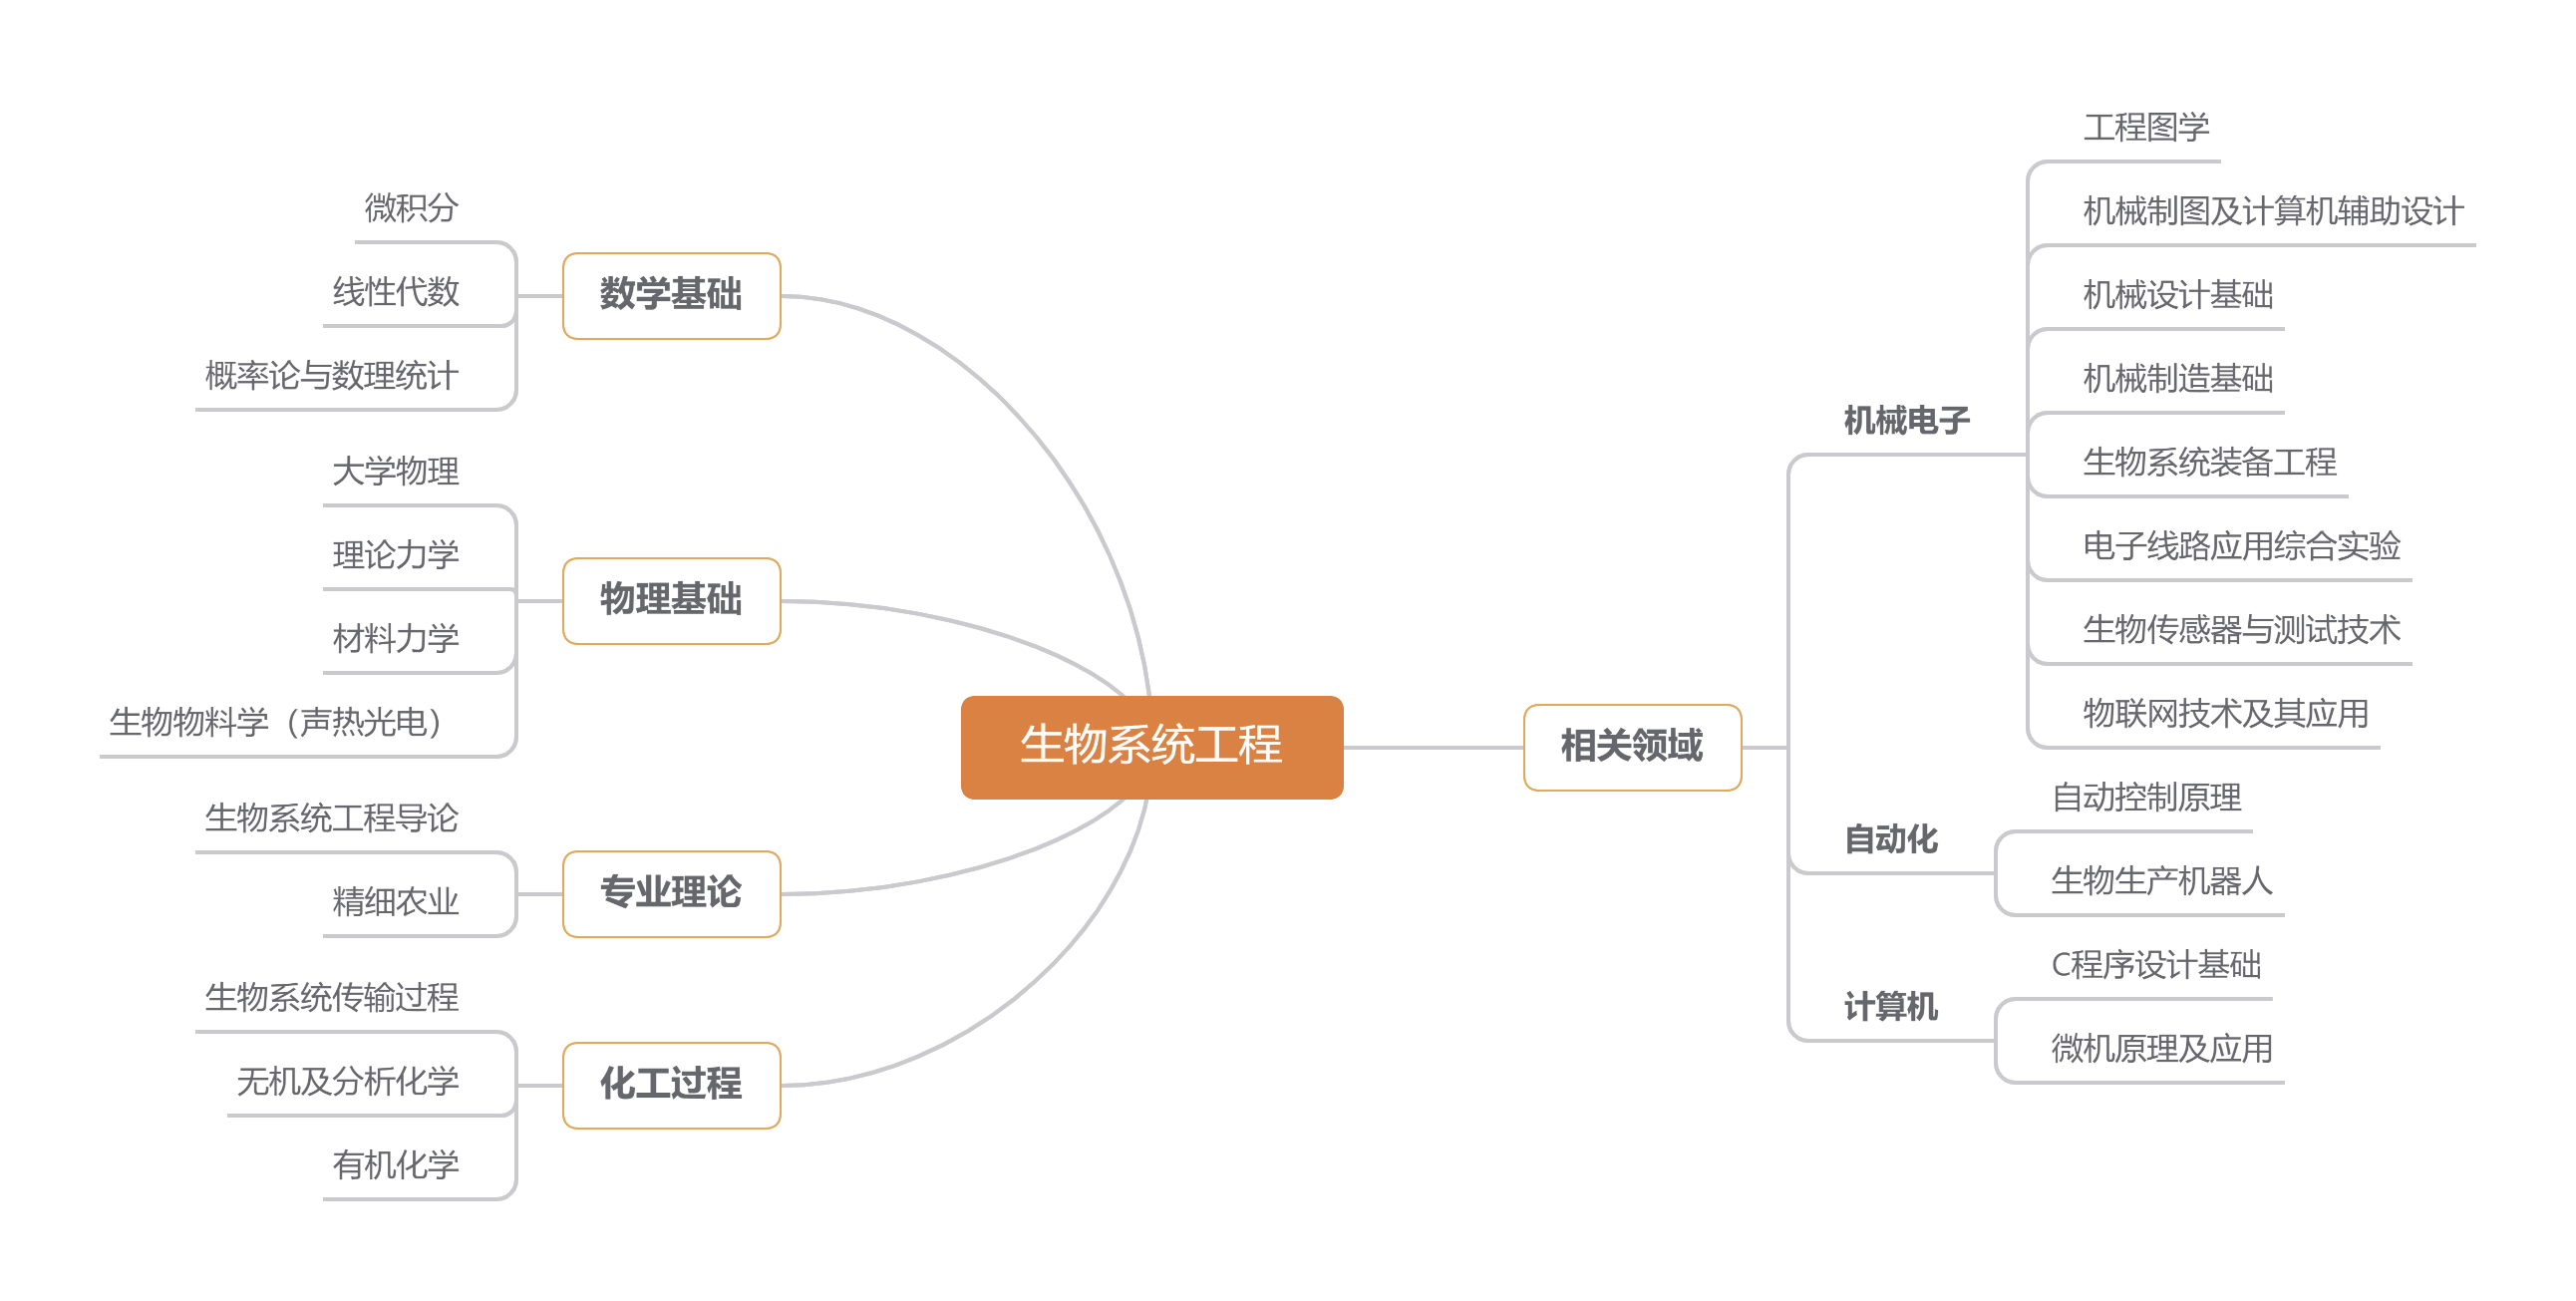 生物系统工程
数学基础
微积分
线性代数
概率论与数理统计
物理基础
大学物理
理论力学
材料力学
生物物料学（声热光电）
专业理论
生物系统工程导论
精细农业
化工过程
生物系统传输过程
无机及分析化学
有机化学
相关领域
机械电子
工程图学
机械制图及计算机辅助设计
机械设计基础
机械制造基础
生物系统装备工程
电子线路应用综合实验
生物传感器与测试技术
物联网技术及其应用
自动化
自动控制原理
生物生产机器人
计算机
C程序设计基础
微机原理及应用